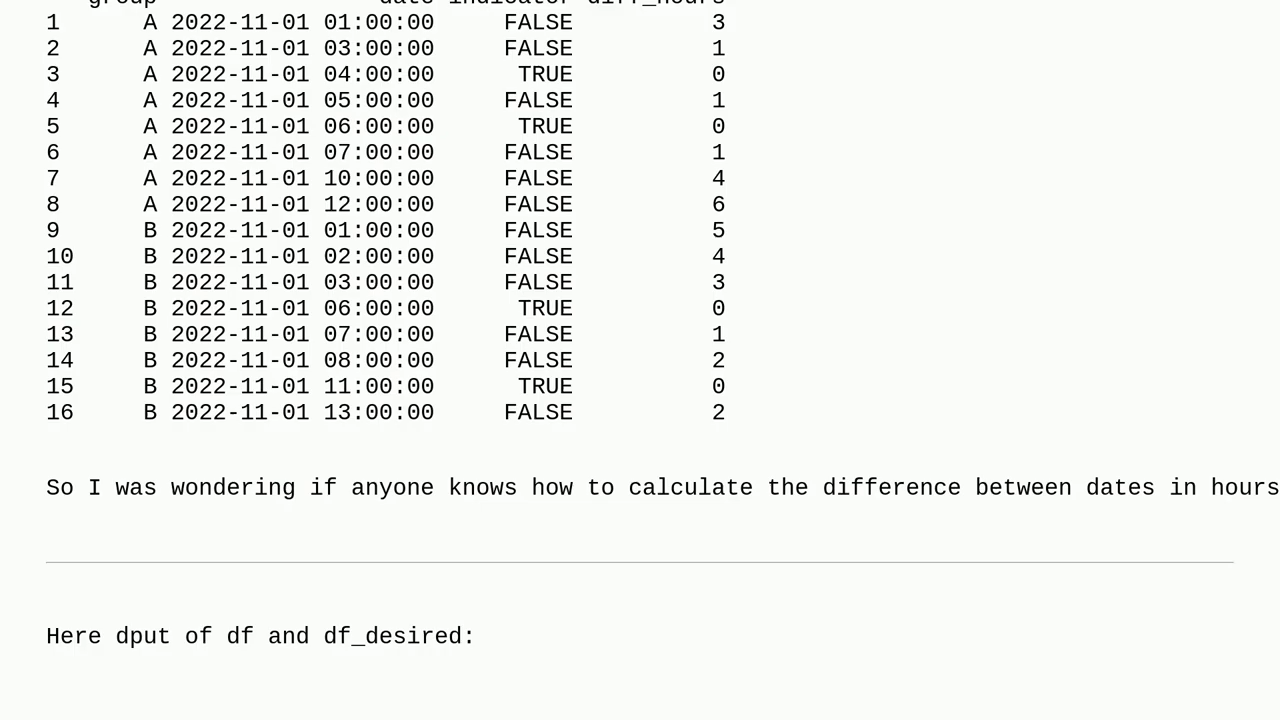 group                date indicator diff_hours
1      A 2022-11-01 01:00:00     FALSE          3
2      A 2022-11-01 03:00:00     FALSE          1
3      A 2022-11-01 04:00:00      TRUE          0
4      A 2022-11-01 05:00:00     FALSE          1
5      A 2022-11-01 06:00:00      TRUE          0
6      A 2022-11-01 07:00:00     FALSE          1
7      A 2022-11-01 10:00:00     FALSE          4
8      A 2022-11-01 12:00:00     FALSE          6
9      B 2022-11-01 01:00:00     FALSE          5
10     B 2022-11-01 02:00:00     FALSE          4
11     B 2022-11-01 03:00:00     FALSE          3
12     B 2022-11-01 06:00:00      TRUE          0
13     B 2022-11-01 07:00:00     FALSE          1
14     B 2022-11-01 08:00:00     FALSE          2
15     B 2022-11-01 11:00:00      TRUE          0
16     B 2022-11-01 13:00:00     FALSE          2
So I was wondering if anyone knows how to calculate the difference between dates in hours
Here dput of df and df_desired: